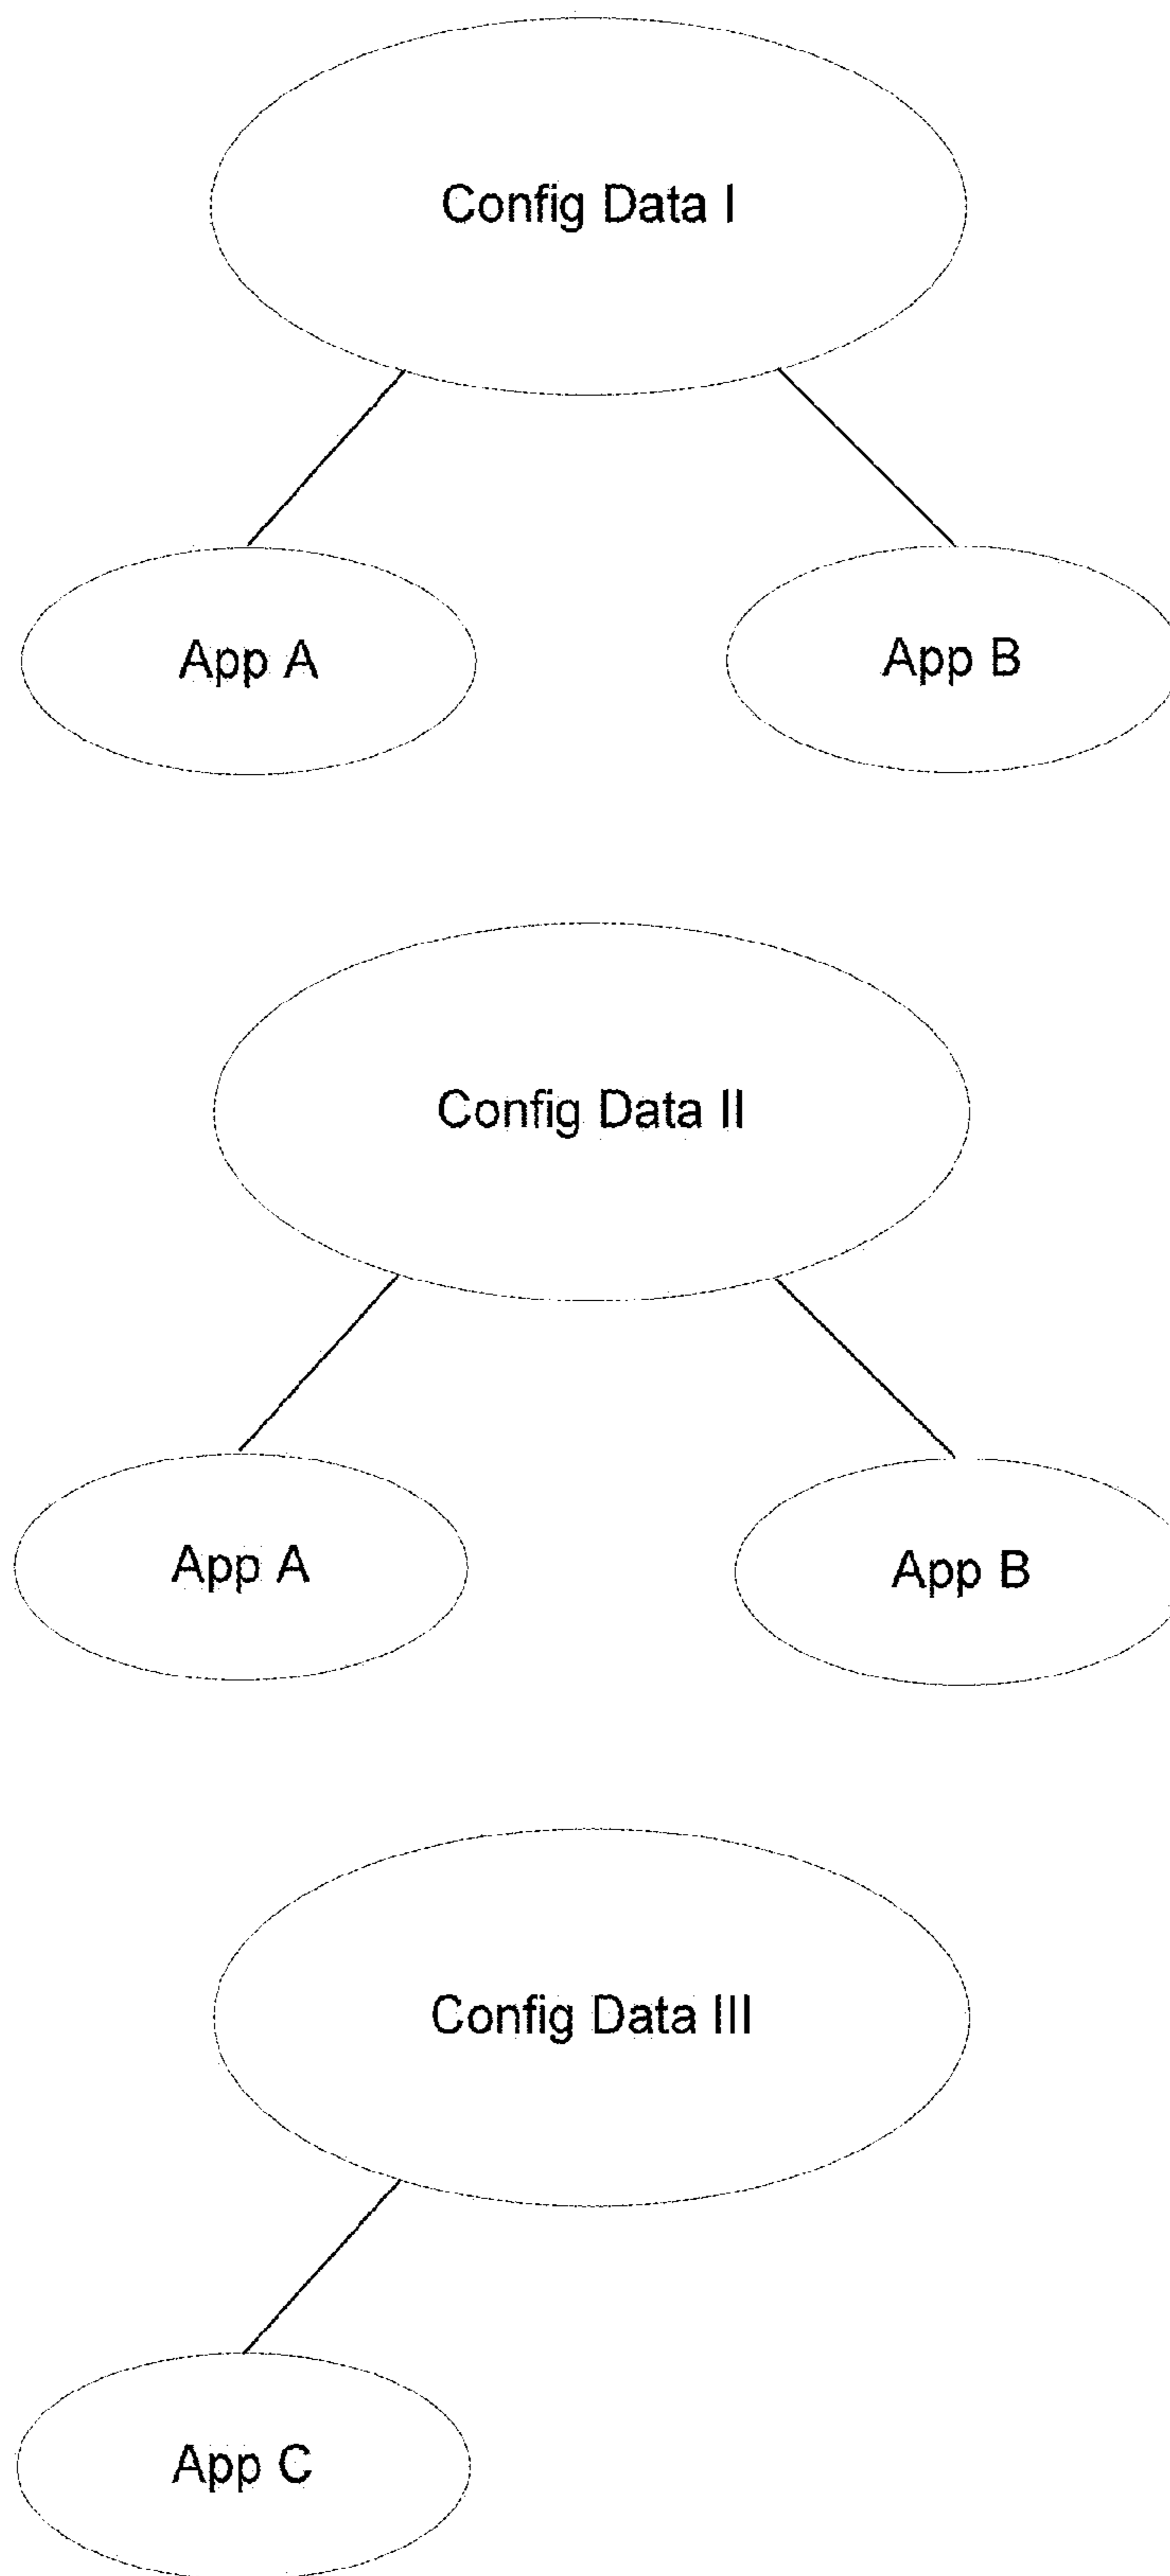 Config Data I
App A
App B
Config Data II
App A
App B
Config Data III
App C